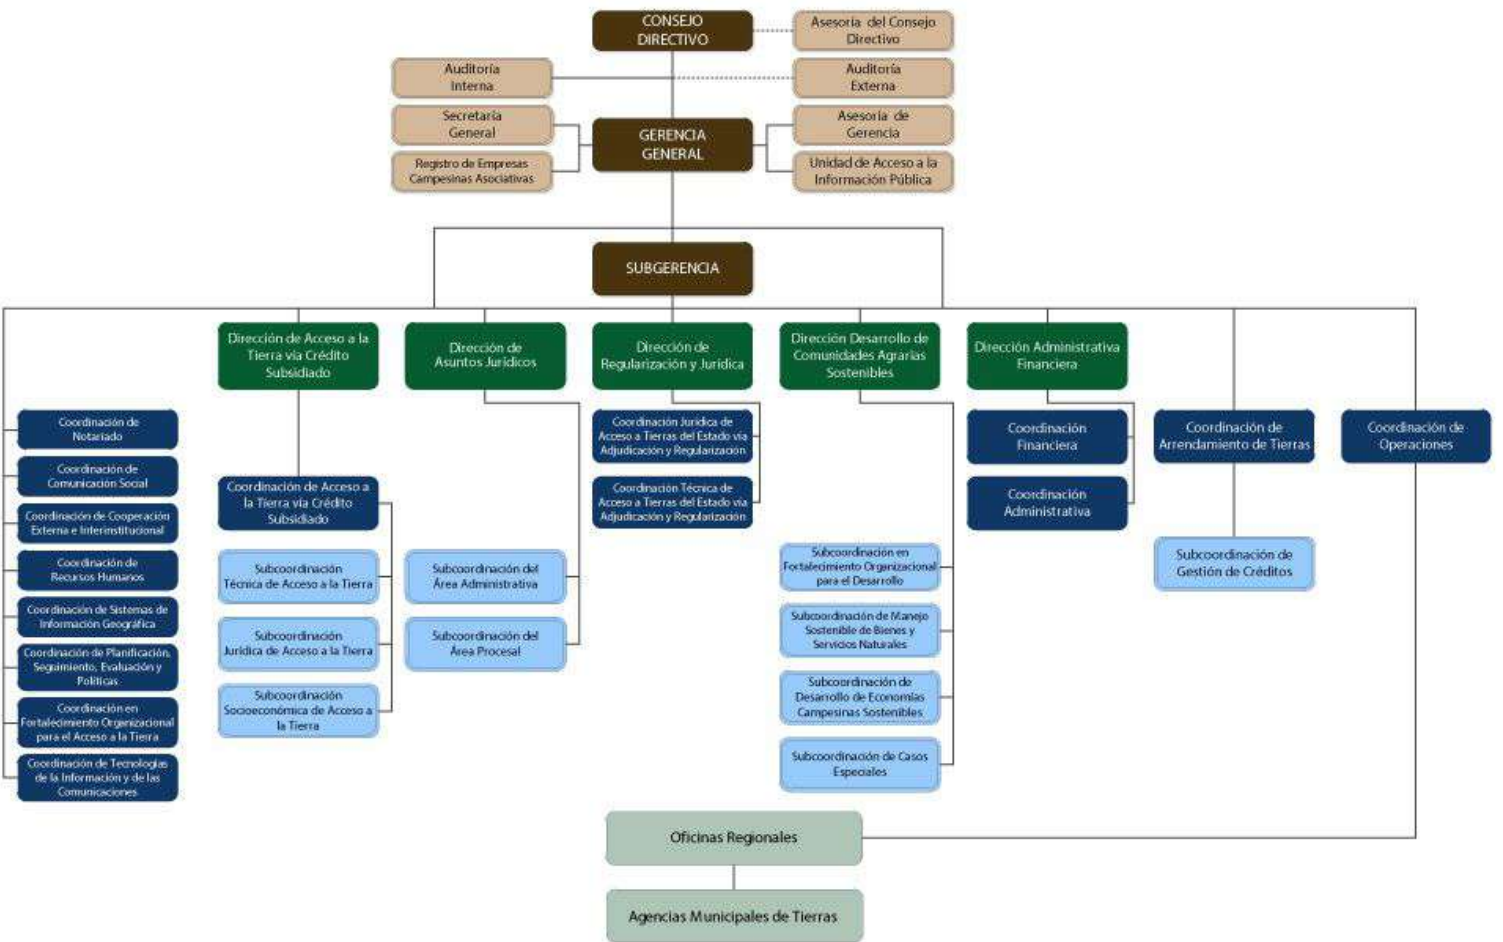 CONSEJO
DIRECTIVO
Asesoría del Consejo
Directivo
Auditoría
Interna
Auditoría
Externa
Secretaría
General
GERENCIA
GENERAL
Asesoría de
Gerencia
Registro de Empresas
Campesinas Asociativas
Unidad de Acceso a la
Información Pública
SUBGERENCIA
Dirección de Acceso a la
Tierra vía Crédito
Subsidiado
Dirección de
Asuntos Jurídicos
Dirección de
Regularización y Jurídica
Dirección Desarrollo de
Comunidades Agrarias
Sostenibles
Dirección Administrativa
Financiera
Coordinación de
Notariado
Coordinación de
Comunicación Social
Coordinación de Cooperación
Externa e Interinstitucional
Coordinación de
Recursos Humanos
Coordinación de Sistemas de
Información Geográfica
Coordinación de Planificación,
Seguimiento, Evaluación y
Políticas
Coordinación en
Fortalecimiento Organizacional
para el Acceso a la Tierra
Coordinación de Tecnologías
de la Información y de las
Comunicaciones
Coordinación de Acceso a
la Tierra vía Crédito
Subsidiado
Subcoordinación
Técnica de Acceso a la Tierra
Subcoordinación
Jurídica de Acceso a la Tierra
Subcoordinación
Socioeconómica de Acceso a
la Tierra
Subcoordinación del
Área Administrativa
Subcoordinación del
Área Procesal
Coordinación Jurídica de
Acceso a Tierras del Estado vía
Adjudicación y Regularización
Coordinación Técnica de
Acceso a Tierras del Estado vía
Adjudicación y Regularización
Subcoordinación en
Fortalecimiento Organizacional
para el Desarrollo
Subcoordinación de Manejo
Sostenible de Bienes y
Servicios Naturales
Subcoordinación de
Desarrollo de Economías
Campesinas Sostenibles
Subcoordinación de Casos
Especiales
Coordinación
Financiera
Coordinación
Administrativa
Coordinación de
Arrendamiento de Tierras
Subcoordinación de
Gestión de Créditos
Coordinación de
Operaciones
Oficinas Regionales
Agencias Municipales de Tierras